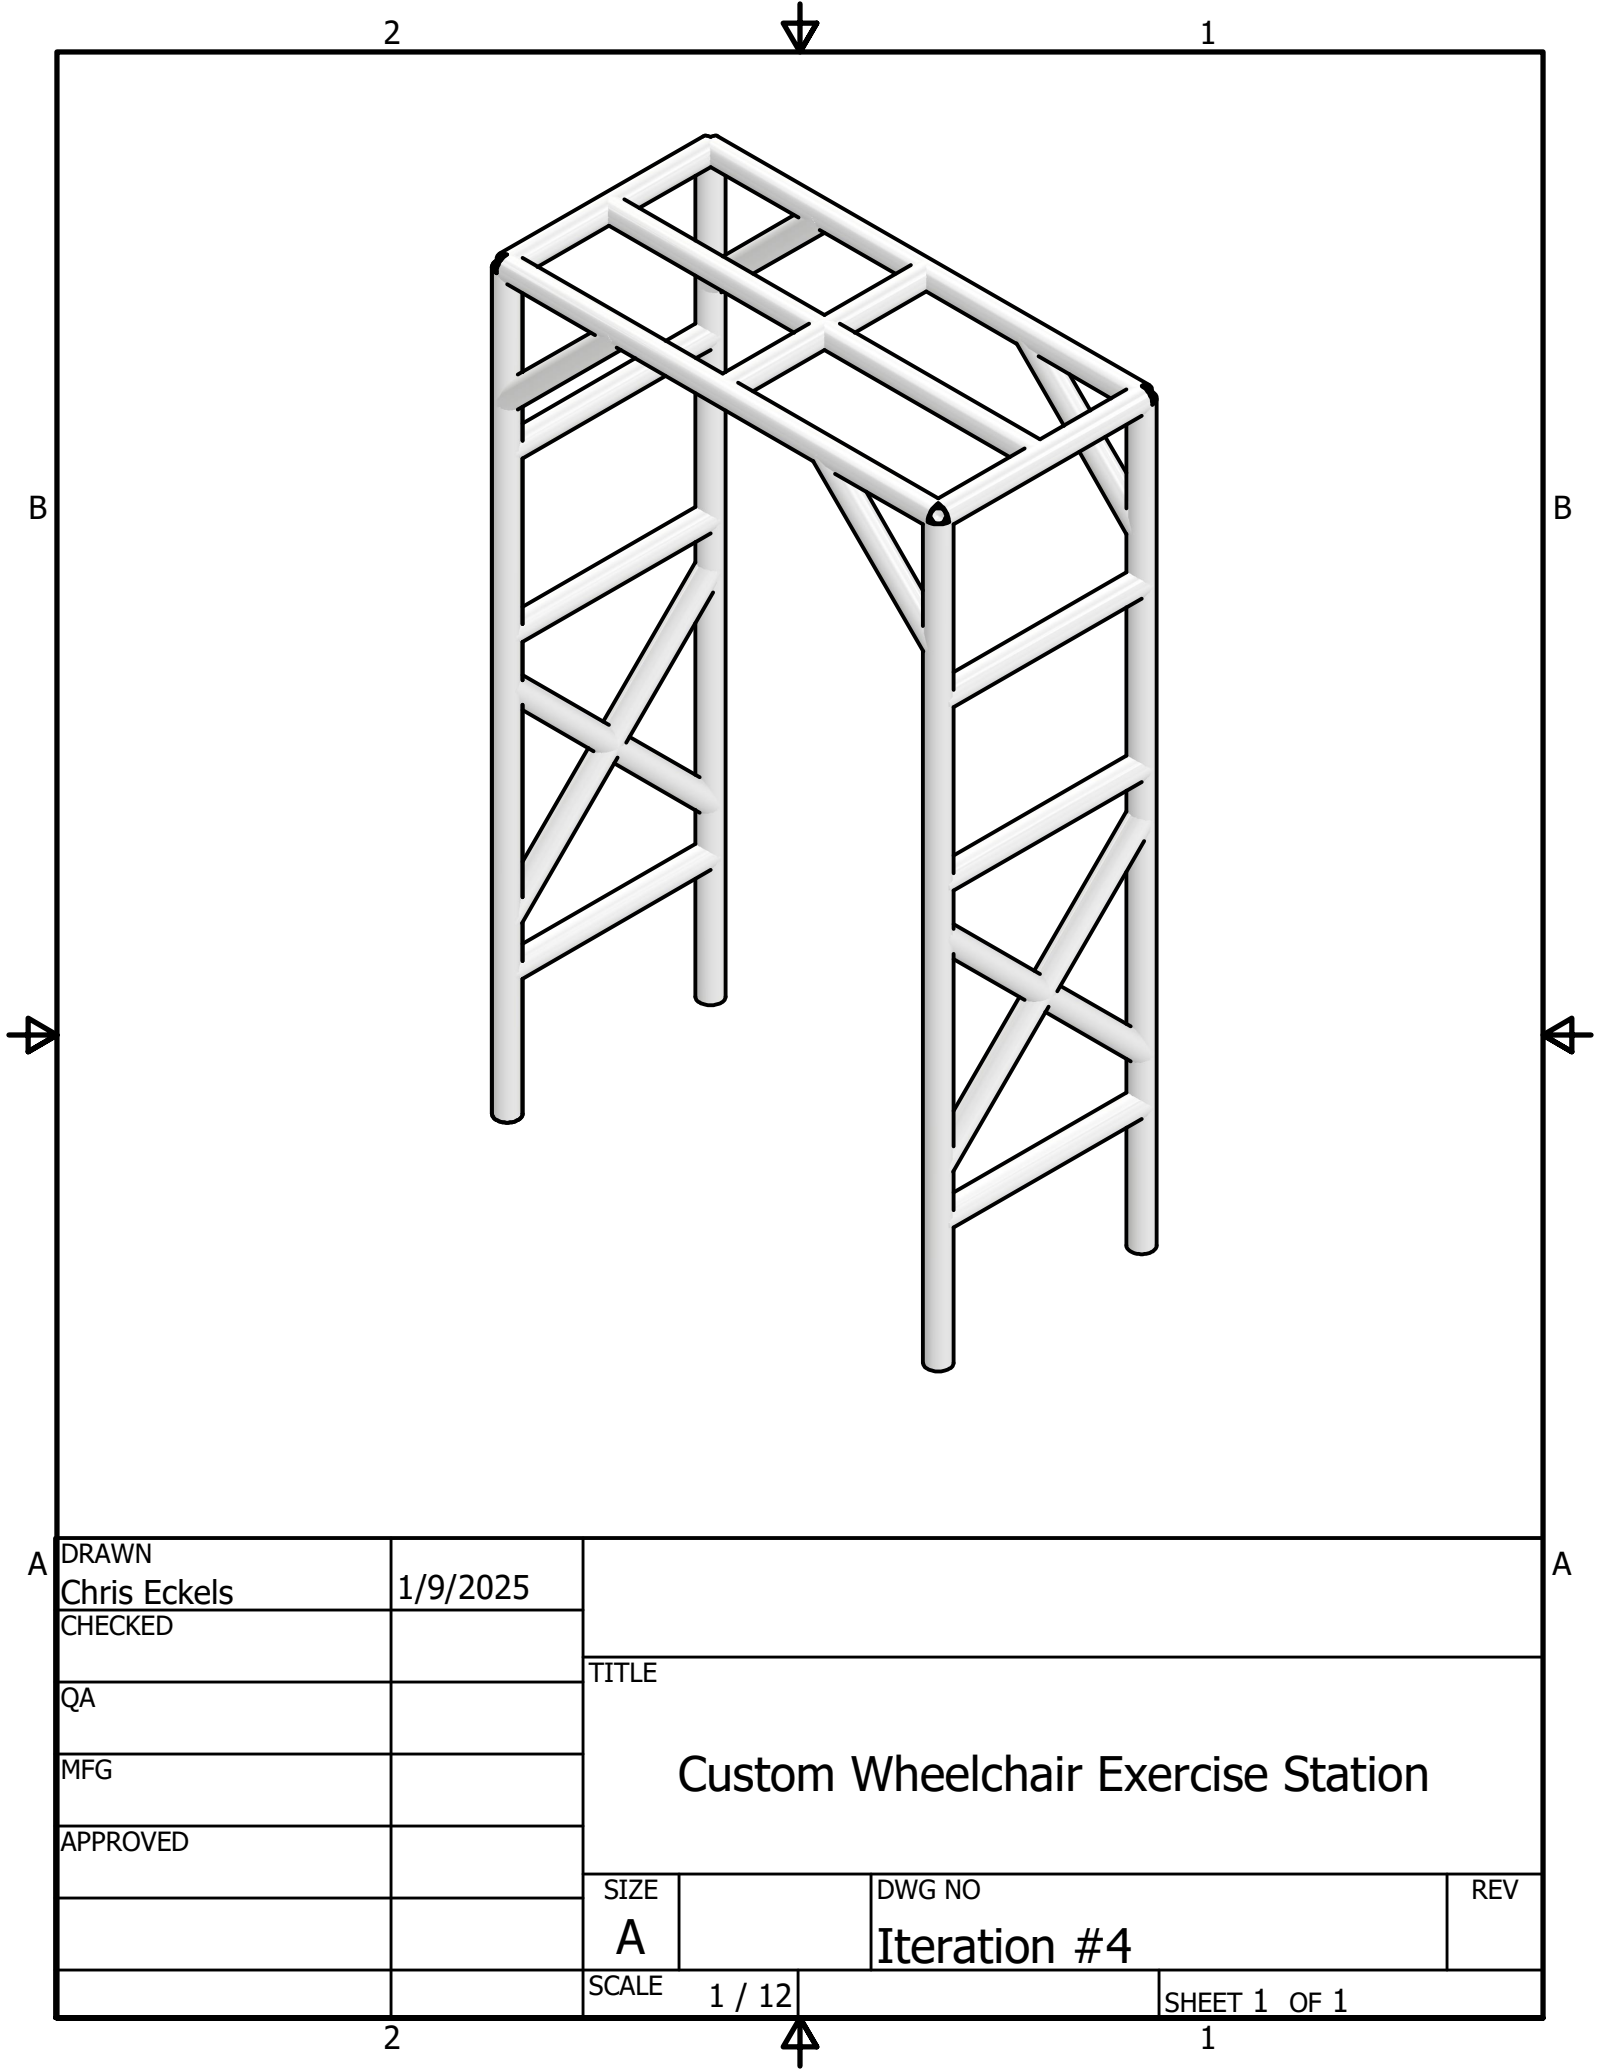 2 1
B B
A A
DRAWN
Chris Eckels 1/9/2025
CHECKED
TITLE
QA
MFG
Custom Wheelchair Exercise Station
APPROVED
SIZE DWG NO REV
A Iteration #4
SCALE 1 / 12 SHEET 1 OF 1
2 1